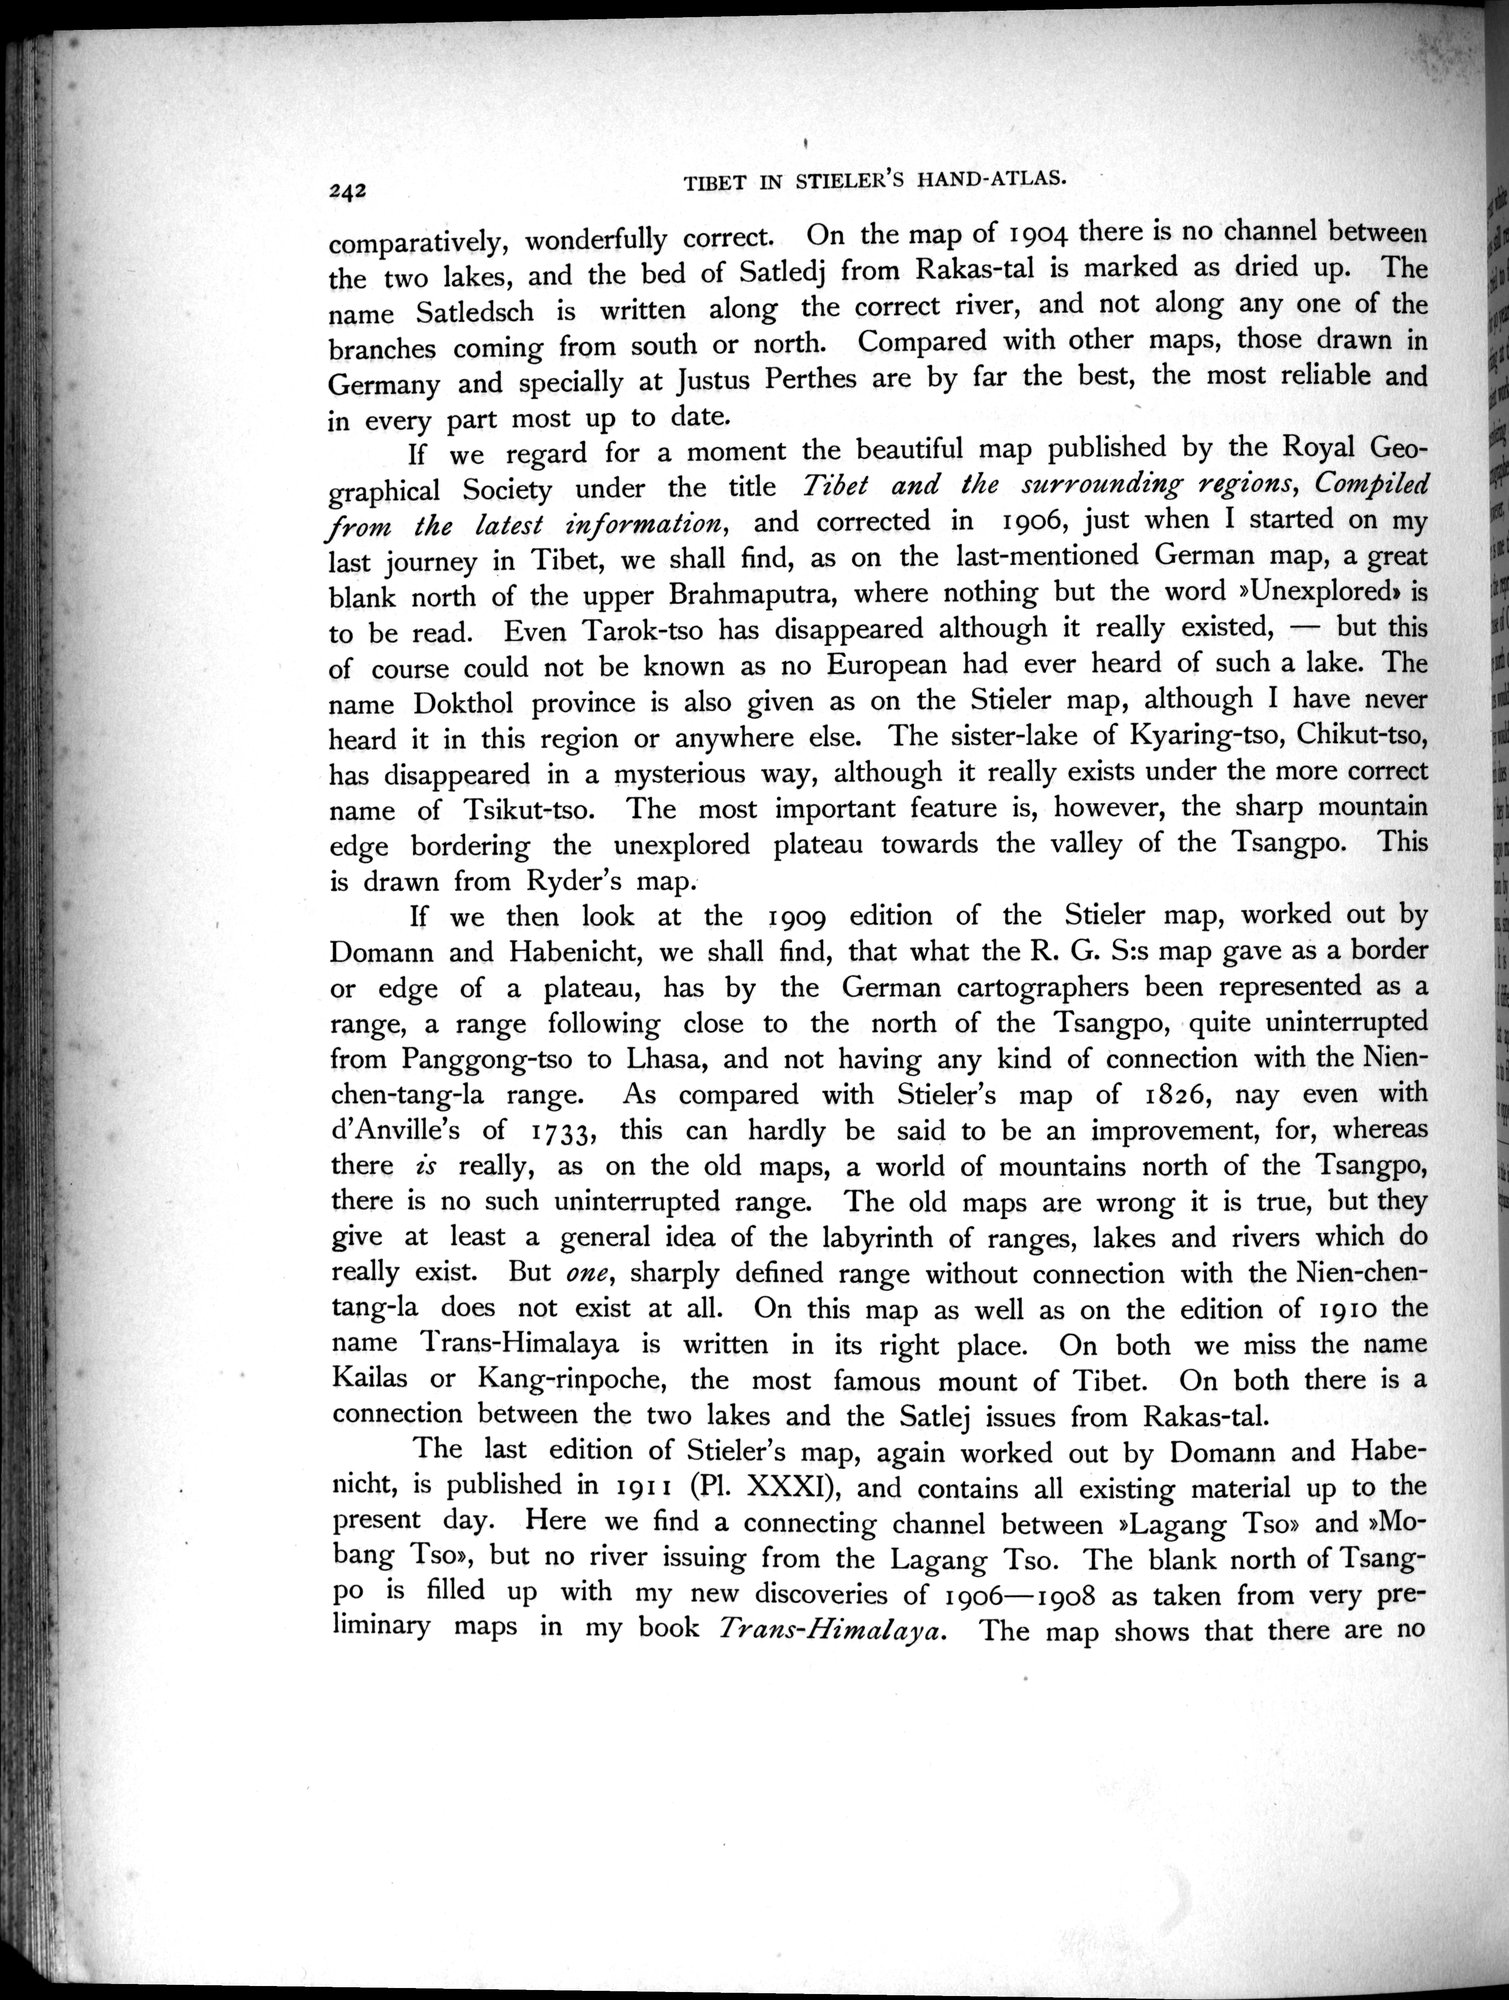 242
TIBET IN STIELER'S HAND-ATLAS.
comparatively, wonderfully correct. On the map of 1904 there is no channel between
the two lakes, and the bed of Satledj from Rakas-tal is marked as dried up. The
name Satledsch is written along the correct river, and not along any one of the
branches coming from south or north. Compared with other maps, those drawn in
Germany and specially at Justus Perthes are by far the best, the most reliable and
in every part most up to date.
If we regard for a moment the beautiful map published by the Royal Geo-
graphical Society under the title Tibet and the surrounding regions, Compiled
from the latest information, and corrected in 1906, just when I started on my
last journey in Tibet, we shall find, as on the last-mentioned German map, a great
blank north of the upper Brahmaputra, where nothing but the word »Unexplored» is
to be read. Even Tarok-tso has disappeared although it really existed, — but this
of course could not be known as no European had ever heard of such a lake. The
name Dokthol province is also given as on the Stieler map, although I have never
heard it in this region or anywhere else. The sister-lake of Kyaring-tso, Chikut-tso,
has disappeared in a mysterious way, although it really exists under the more correct
name of Tsikut-tso. The most important feature is, however, the sharp mountain
edge bordering the unexplored plateau towards the valley of the Tsangpo. This
is drawn from Ryder's map.
If we then look at the 1909 edition of the Stieler map, worked out by
Domann and Habenicht, we shall find, that what the R. G. S:s map gave as a border
or edge of a plateau, has by the German cartographers been represented as a
range, a range following close to the north of the Tsangpo, quite uninterrupted
from Panggong-tso to Lhasa, and not having any kind of connection with the Nien-
chen-tang-la range. As compared with Stieler's map of 1826, nay even with
d'Anville's of 1733, this can hardly be said to be an improvement, for, whereas
there is really, as on the old maps, a world of mountains north of the Tsangpo,
there is no such uninterrupted range. The old maps are wrong it is true, but they
give at least a general idea of the labyrinth of ranges, lakes and rivers which do
really exist. But one, sharply defined range without connection with the Nien-chen-
tang-la does not exist at all. On this map as well as on the edition of 1910 the
name Trans-Himalaya is written in its right place. On both we miss the name
Kailas or Kang-rinpoche, the most famous mount of Tibet. On both there is a
connection between the two lakes and the Satlej issues from Rakas-tal.
The last edition of Stieler's map, again worked out by Domann and Habe-
nicht, is published in 1911 (Pl. XXXI), and contains all existing material up to the
present day. Here we find a connecting channel between »Lagang Tso» and »Mo-
bang Tso», but no river issuing from the Lagang Tso. The blank north of Tsang-
po is filled up with my new discoveries of 1906—1908 as taken from very pre-
liminary maps in my book Trans-Himalaya. The map shows that there are no